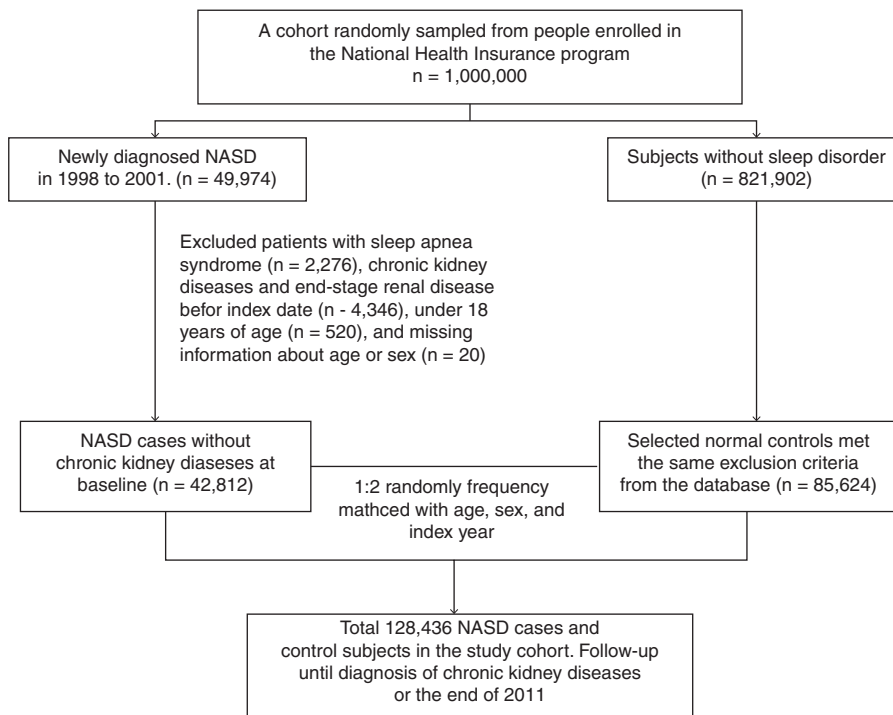 A cohort randomly sampled from people enrolled in
the National Health Insurance program
n = 1,000,000
Newly diagnosed NASD
in 1998 to 2001. (n = 49,974)
Subjects without sleep disorder
(n = 821,902)
Excluded patients with sleep apnea
syndrome (n = 2,276), chronic kidney
diseases and end-stage renal disease
befor index date (n - 4,346), under 18
years of age (n = 520), and missing
information about age or sex (n = 20)
NASD cases without
chronic kidney diaseses at
baseline (n = 42,812)
Selected normal controls met
the same exclusion criteria
from the database (n = 85,624)
1:2 randomly frequency
mathced with age, sex, and
index year
Total 128,436 NASD cases and
control subjects in the study cohort. Follow-up
until diagnosis of chronic kidney diseases
or the end of 2011